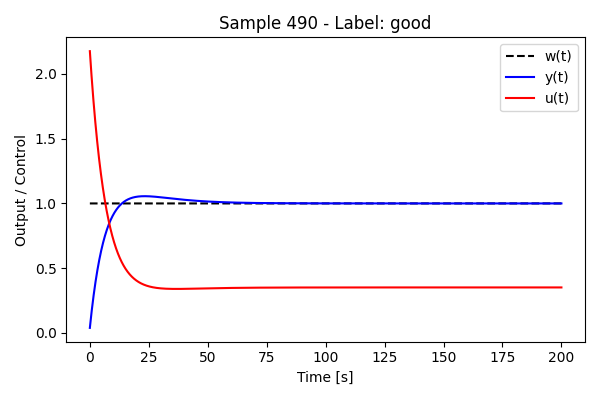 Sample 490 - Label: good
w(t)
y(t)
u(t)
Output / Control
2.0
1.5
1.0
0.5
0.0
0 25 50 75 100 125 150 175 200
Time [s]